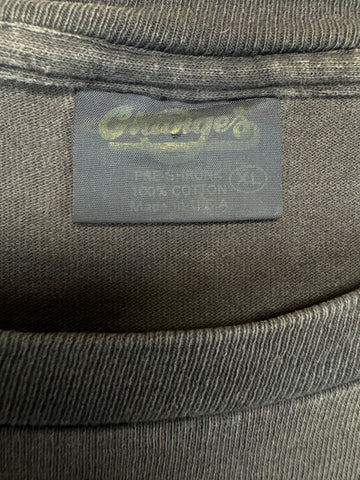 Changes
PRE SHRUNK
100% COTTON
Made in U.S.A
XL